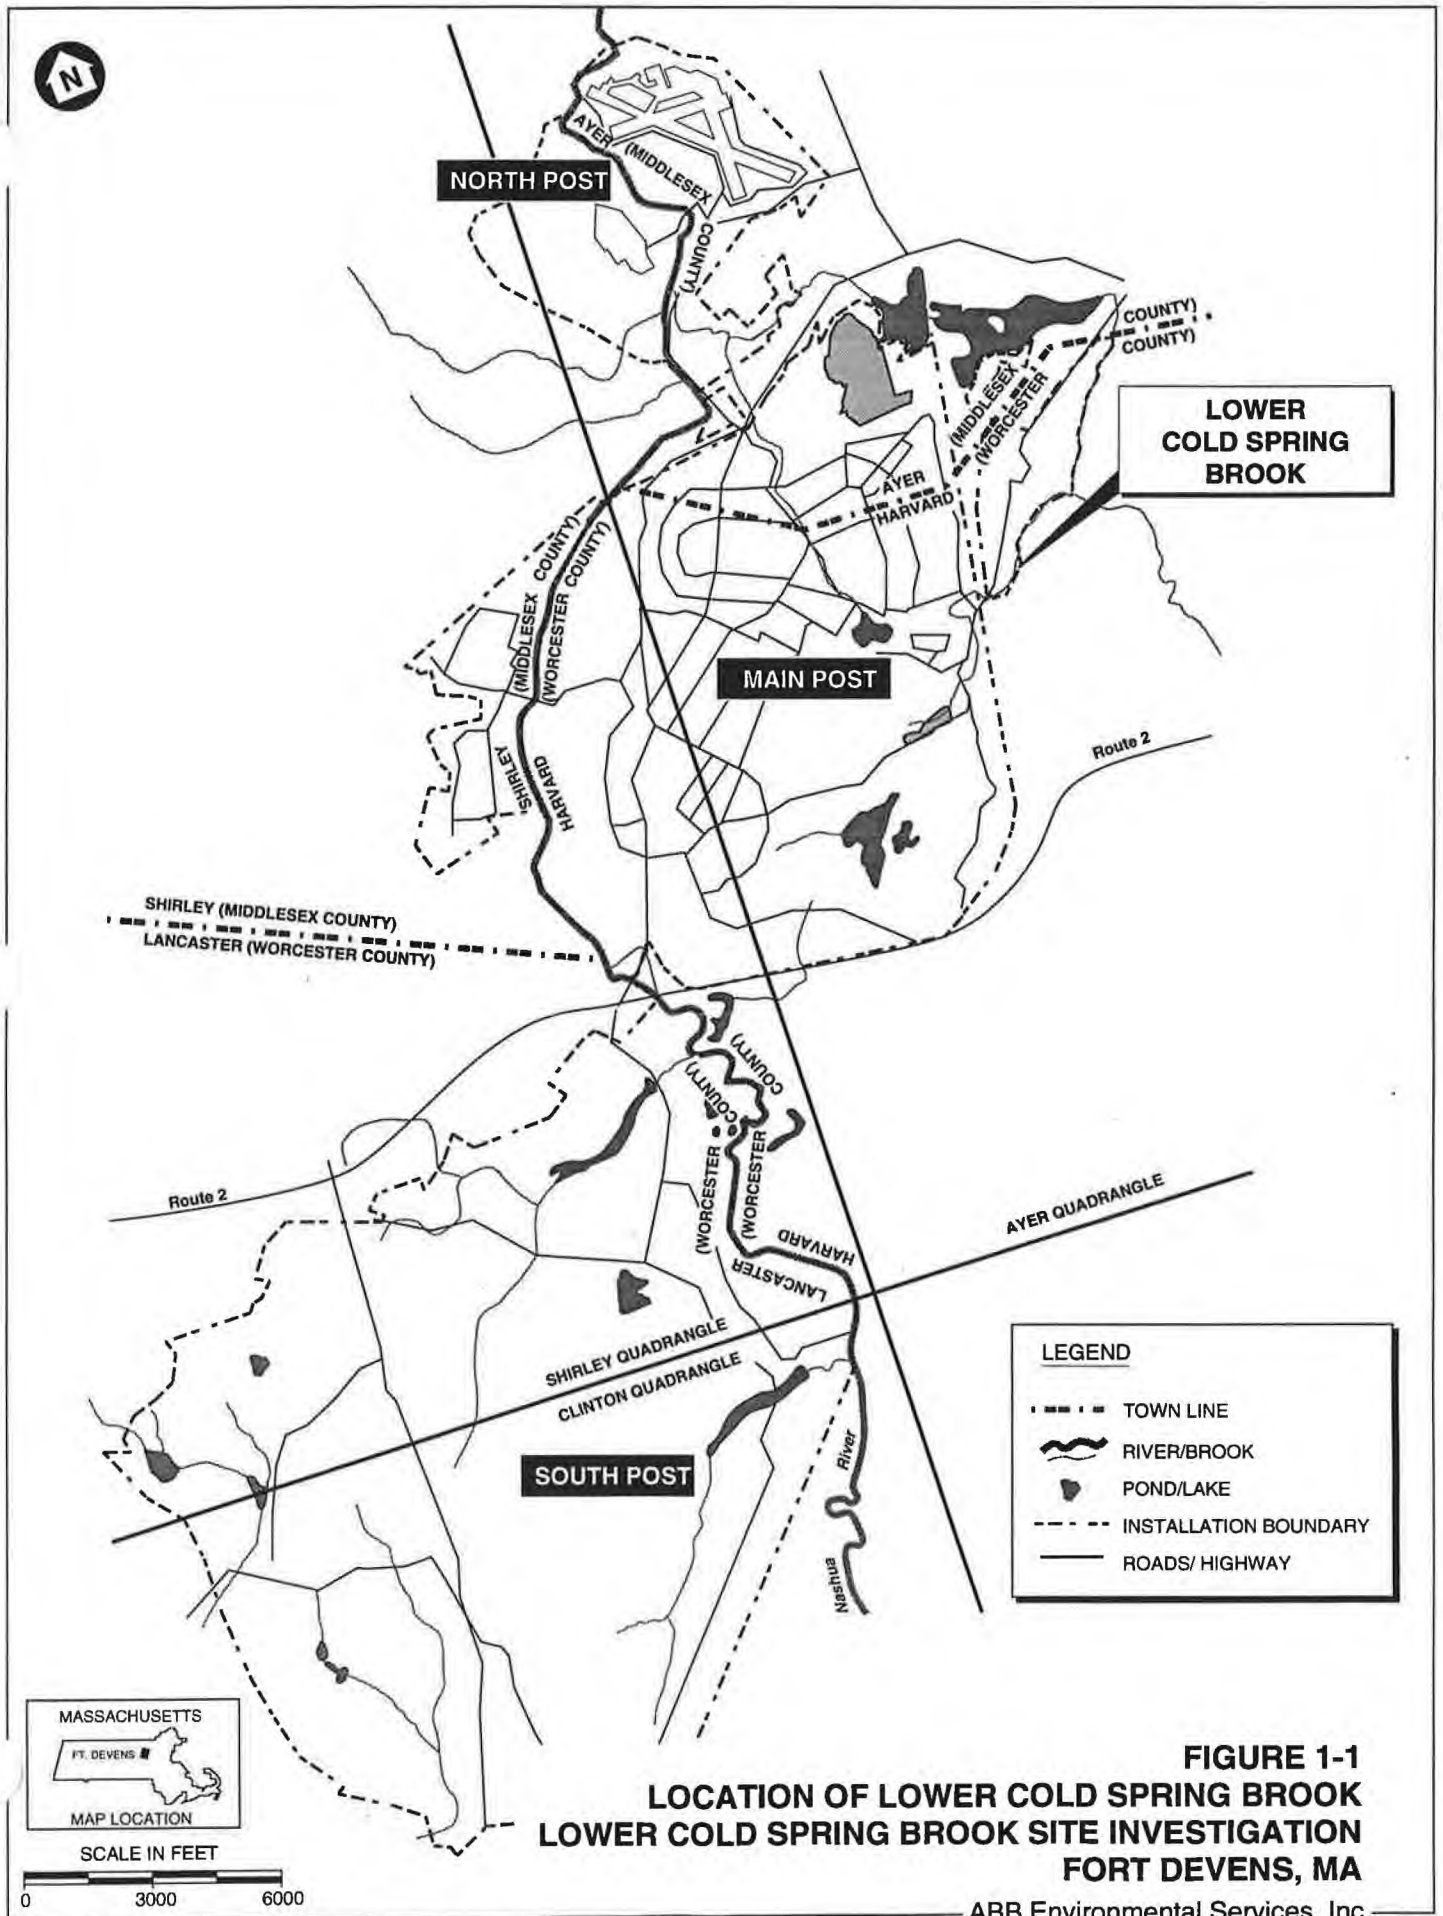 N
NORTH POST
AYER (MIDDLESEX
COUNTY)
COUNTY)
COUNTY)
(MIDDLESEX
(WORCESTER
LOWER
COLD SPRING
BROOK
AYER
HARVARD
(MIDDLESEX COUNTY)
(WORCESTER COUNTY)
MAIN POST
SHIRLEY
HARVARD
Route 2
SHIRLEY (MIDDLESEX COUNTY)
LANCASTER (WORCESTER COUNTY)
COUNTY)
COUNTY)
(WORCESTER
(WORCESTER
Route 2
HARVARD
LANCASTER
AYER QUADRANGLE
SHIRLEY QUADRANGLE
CLINTON QUADRANGLE
SOUTH POST
Nashua River
LEGEND
TOWN LINE
RIVER/BROOK
POND/LAKE
INSTALLATION BOUNDARY
ROADS/ HIGHWAY
MASSACHUSETTS
FT. DEVENS
MAP LOCATION
SCALE IN FEET
0 3000 6000
FIGURE 1-1
LOCATION OF LOWER COLD SPRING BROOK
LOWER COLD SPRING BROOK SITE INVESTIGATION
FORT DEVENS, MA
ABB Environmental Services, Inc